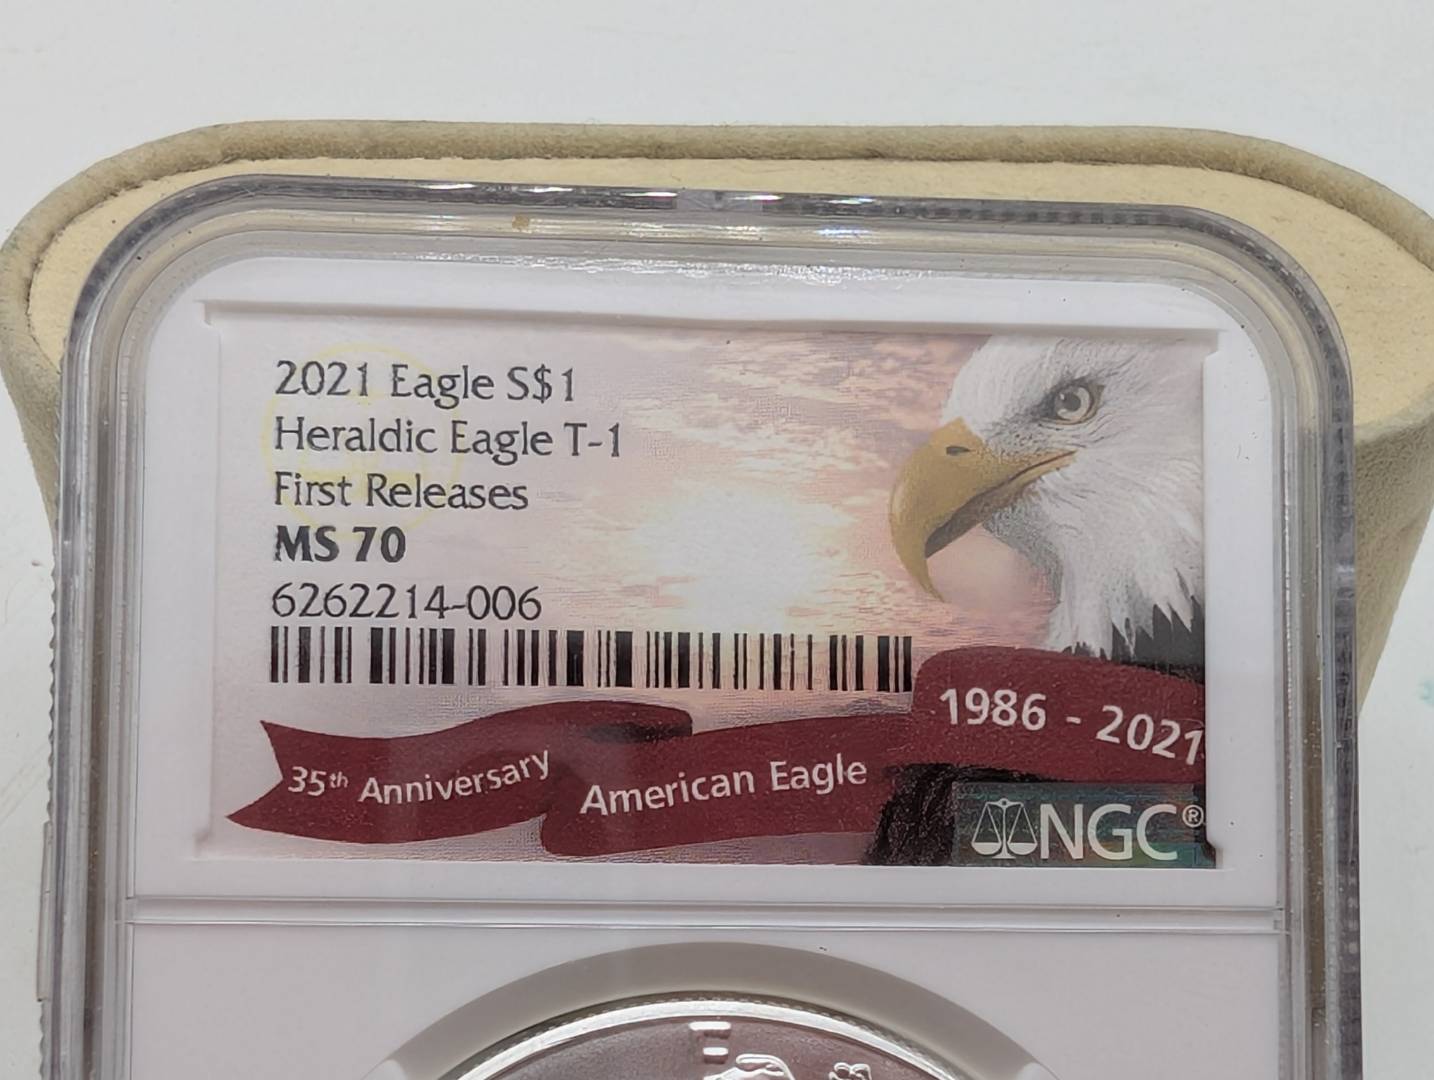 2021 Eagle S$1
Heraldic Eagle T-1
First Releases
MS 70
6262214-006
35th Anniversary
American Eagle
1986 - 2021
NGC®